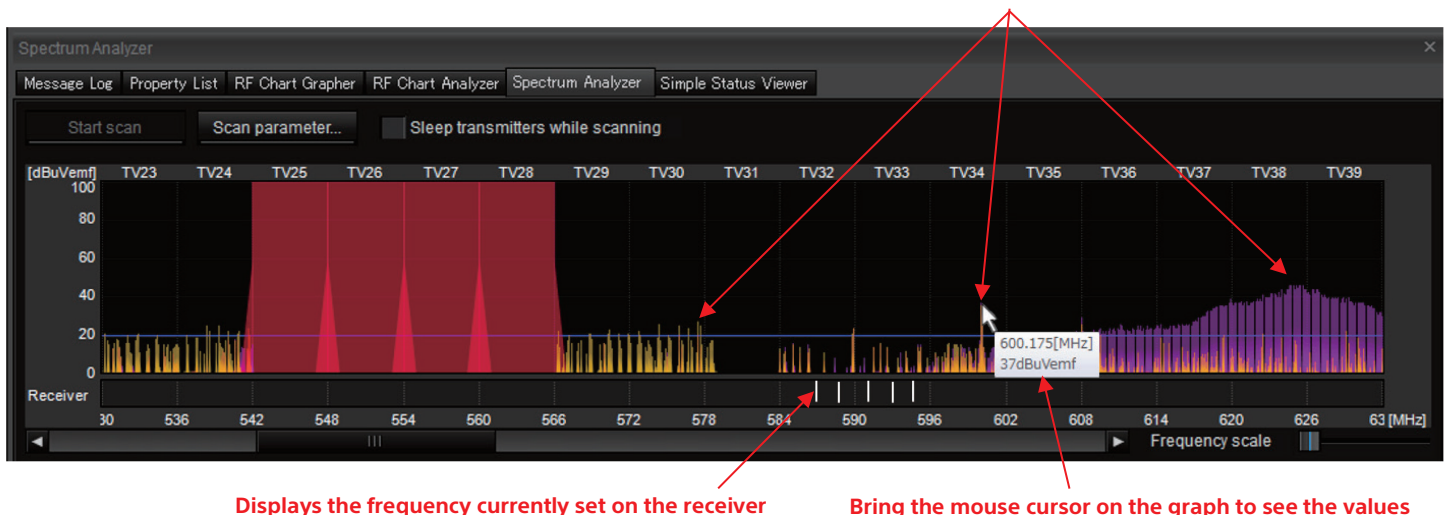 Spectrum Analyzer
Message Log Property List RF Chart Grapher RF Chart Analyzer Spectrum Analyzer Simple Status Viewer
Start scan Scan parameter... Sleep transmitters while scanning
[dBuVemf] TV23 TV24 TV25 TV26 TV27 TV28 TV29 TV30 TV31 TV32 TV33 TV34 TV35 TV36 TV37 TV38 TV39
100
80
60
40
20
600.175[MHz]
37dBuVemf
0
Receiver
30 536 542 548 554 560 566 572 578 584 590 596 602 608 614 620 626 63 [MHz]
Frequency scale
Displays the frequency currently set on the receiver Bring the mouse cursor on the graph to see the values